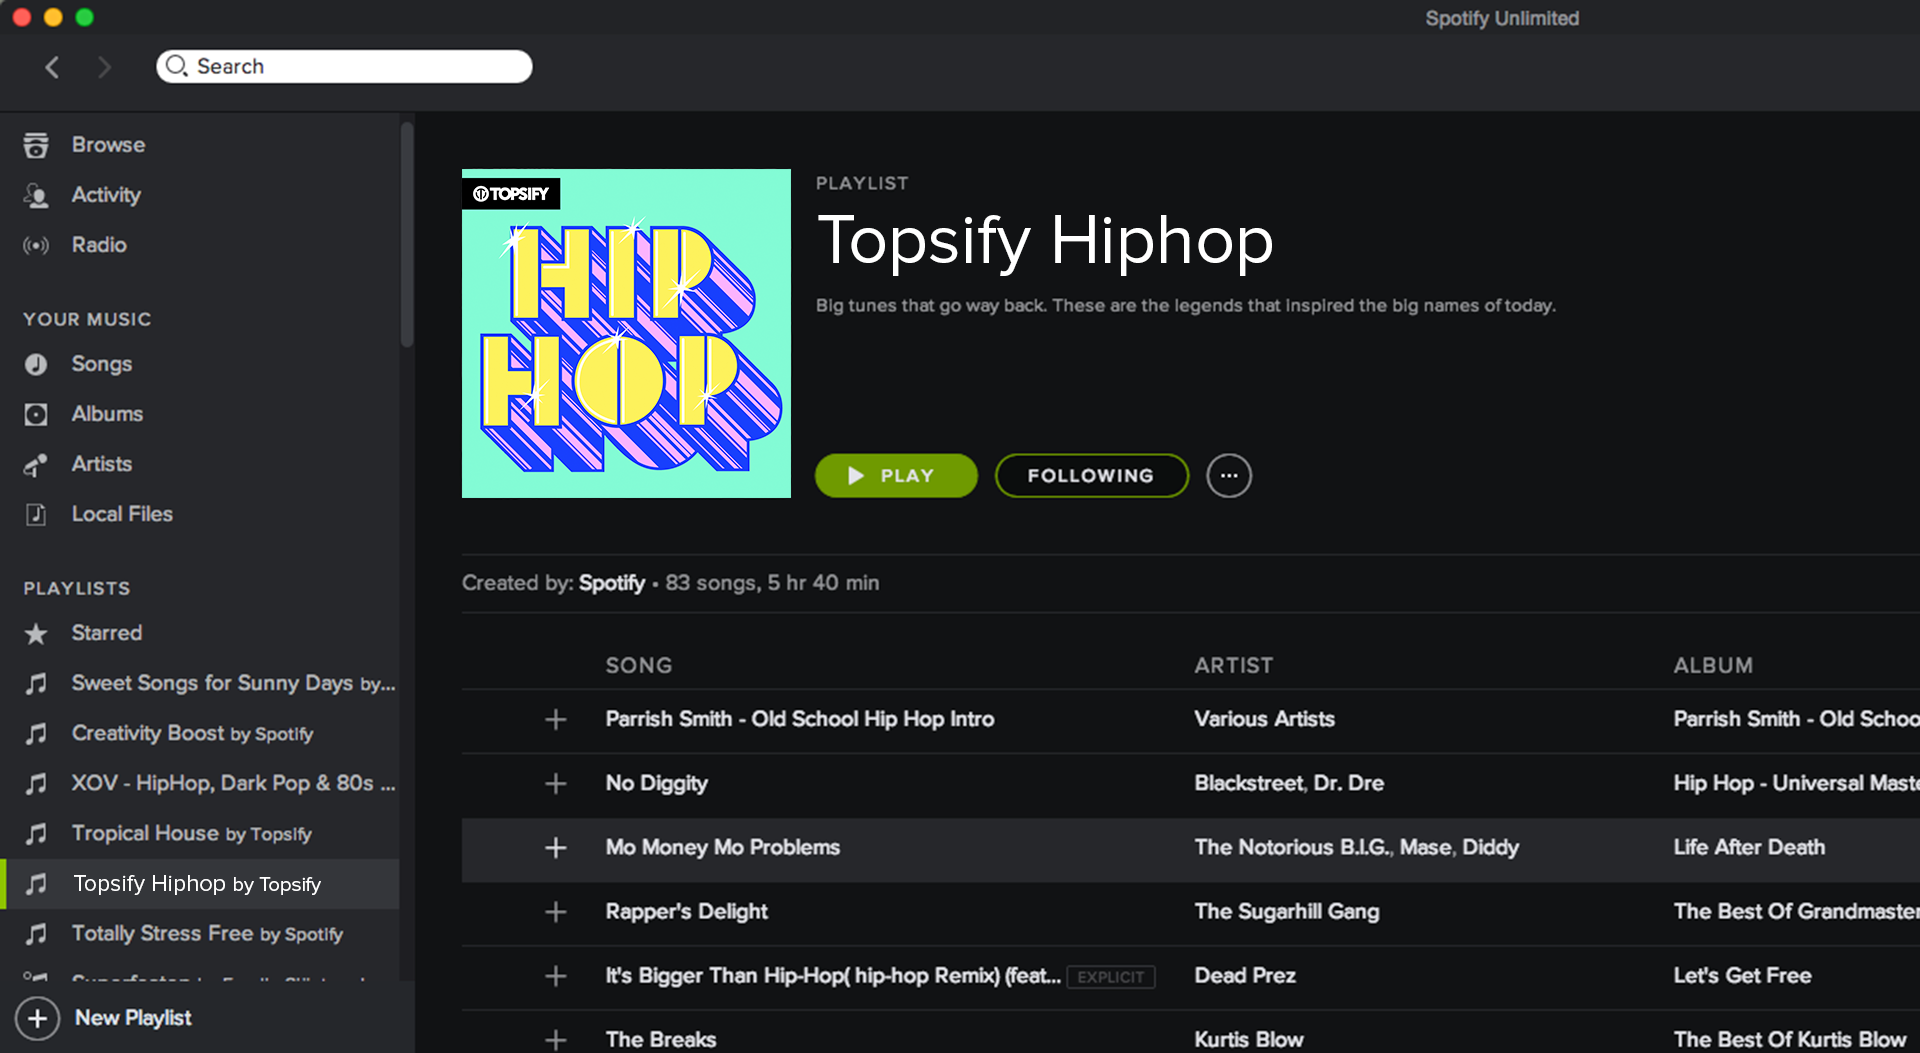 Spotify Unlimited
Search
Browse
Activity
Radio
YOUR MUSIC
Songs
Albums
Artists
Local Files
PLAYLISTS
Starred
Sweet Songs for Sunny Days by...
Creativity Boost by Spotify
XOV - HipHop, Dark Pop & 80s ...
Tropical House by Topsify
Topsify Hiphop by Topsify
Totally Stress Free by Spotify
New Playlist
TOPSIFY
HIP
HOP
PLAYLIST
Topsify Hiphop
Big tunes that go way back. These are the legends that inspired the big names of today.
PLAY FOLLOWING ...
Created by: Spotify • 83 songs, 5 hr 40 min
SONG ARTIST ALBUM
Parrish Smith - Old School Hip Hop Intro Various Artists Parrish Smith - Old Schoo
No Diggity Blackstreet, Dr. Dre Hip Hop - Universal Maste
Mo Money Mo Problems The Notorious B.I.G., Mase, Diddy Life After Death
Rapper's Delight The Sugarhill Gang The Best Of Grandmaster
It's Bigger Than Hip-Hop( hip-hop Remix) (feat... EXPLICIT Dead Prez Let's Get Free
The Breaks Kurtis Blow The Best Of Kurtis Blow